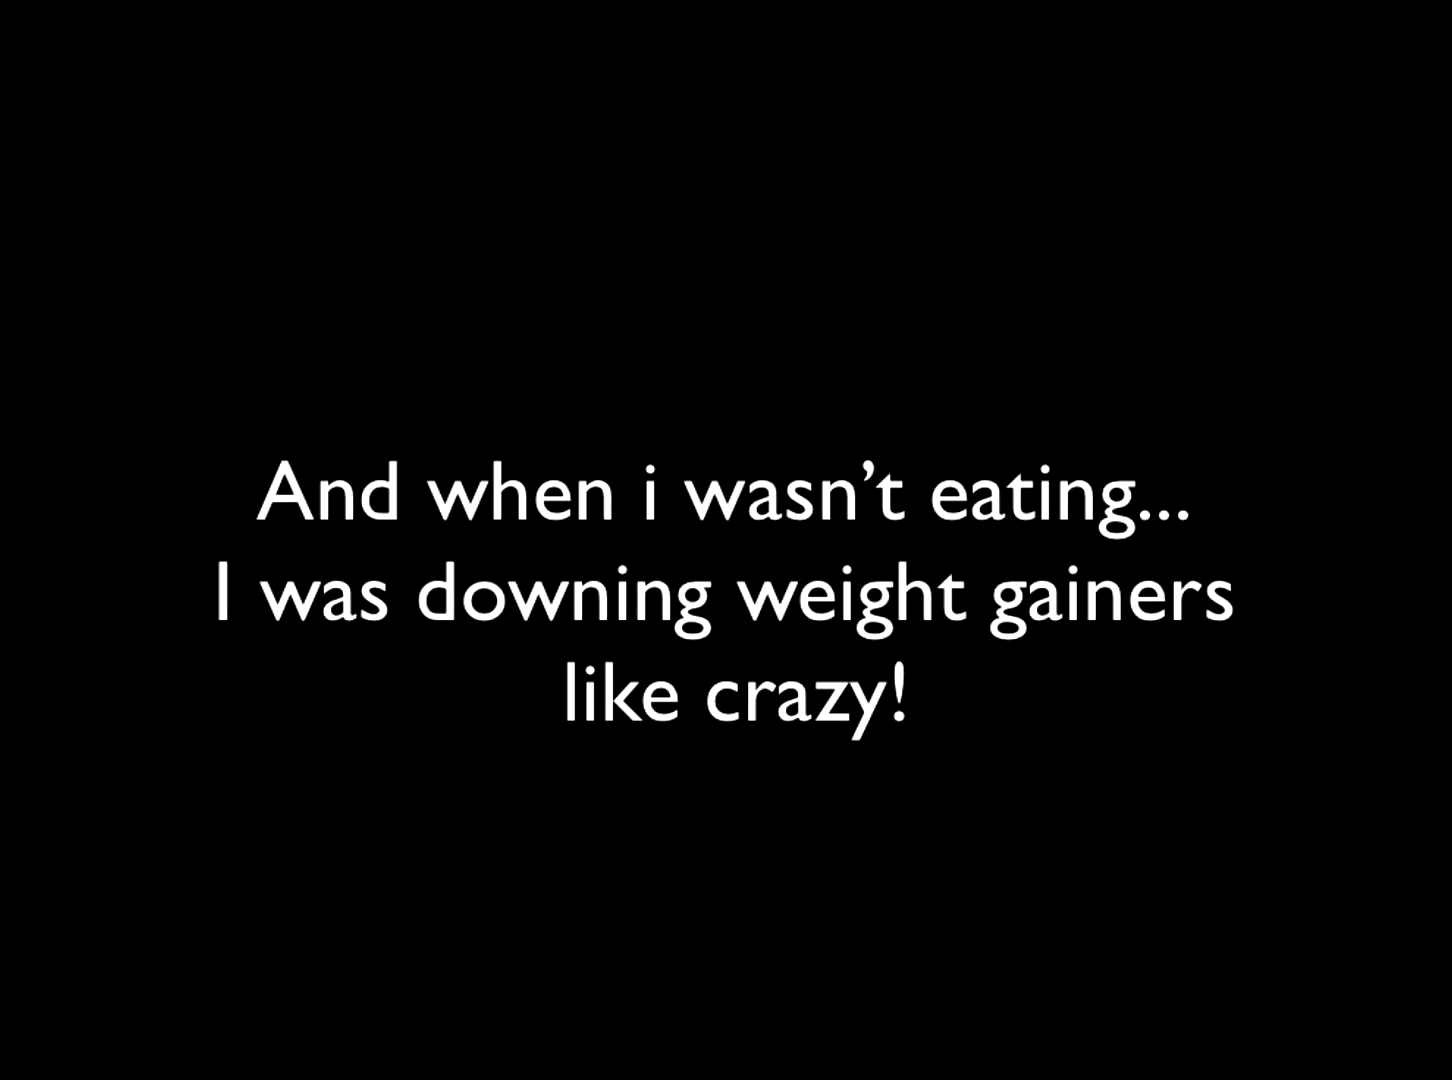 And when i wasn’t eating...
I was downing weight gainers
like crazy!